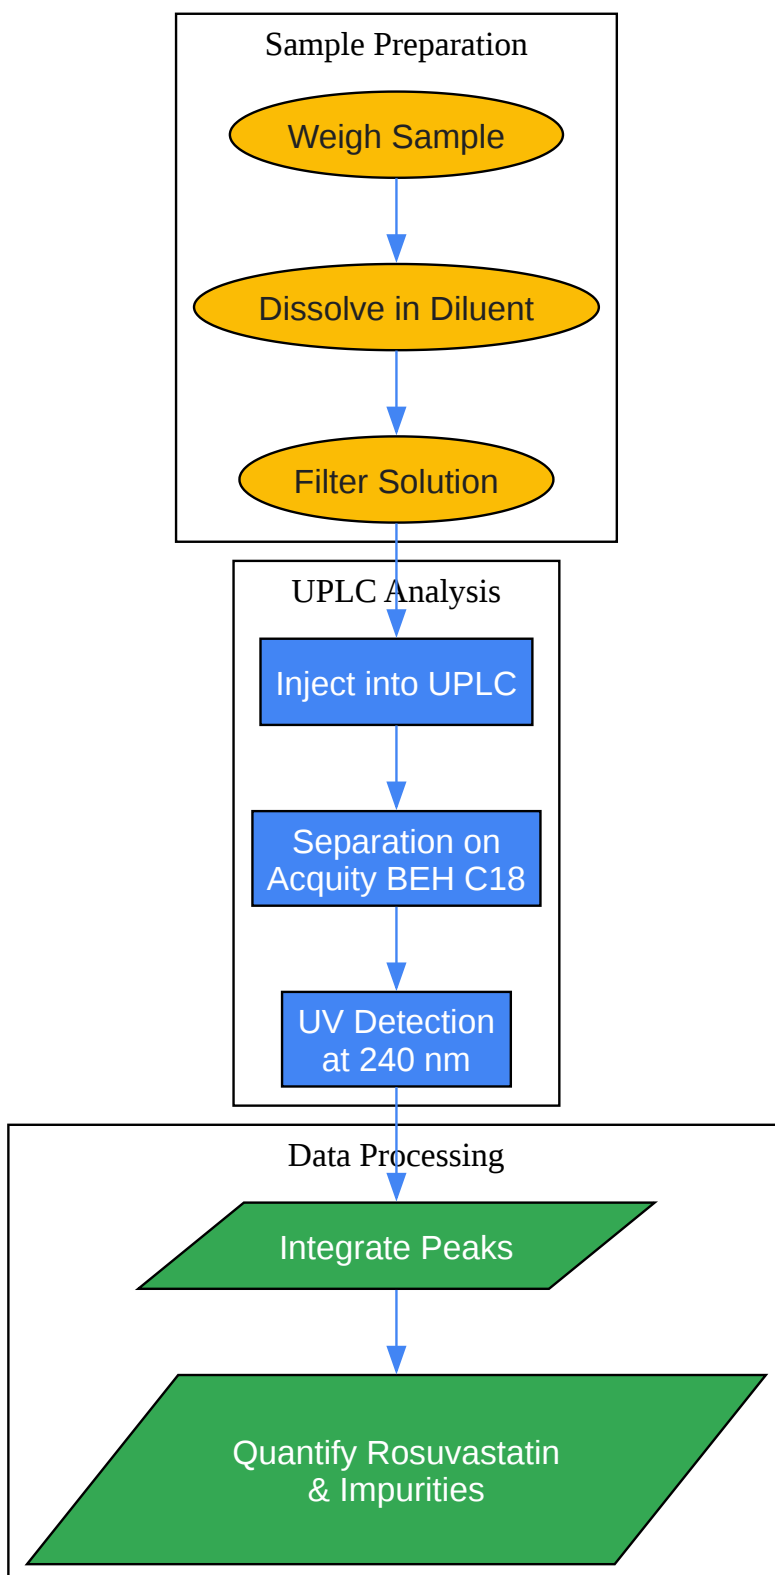 Sample Preparation
Weigh Sample
Dissolve in Diluent
Filter Solution
UPLC Analysis
Inject into UPLC
Separation on
Acquity BEH C18
UV Detection
at 240 nm
Data Processing
Integrate Peaks
Quantify Rosuvastatin
& Impurities